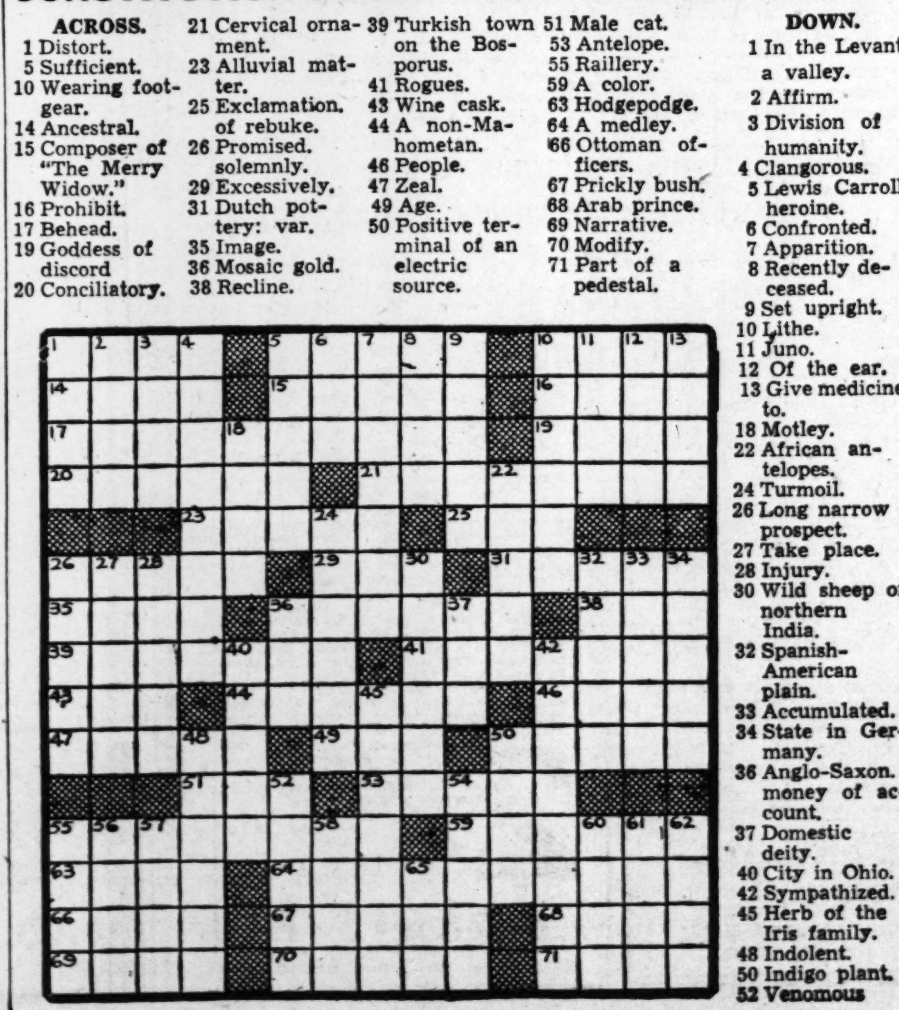 ACROSS.
1 Distort.
5 Sufficient.
10 Wearing foot-
gear.
14 Ancestral.
15 Composer of
"The Merry
Widow."
16 Prohibit.
17 Behead.
19 Goddess of
discord
20 Conciliatory.
21 Cervical orna-
ment.
23 Alluvial mat-
ter.
25 Exclamation.
of rebuke.
26 Promised.
solemnly.
29 Excessively.
31 Dutch pot-
tery: var.
35 Image.
36 Mosaic gold.
38 Recline.
39 Turkish town
on the Bos-
porus.
41 Rogues.
43 Wine cask.
44 A non-Ma-
hometan.
46 People.
47 Zeal.
49 Age.
50 Positive ter-
minal of an
electric
source.
51 Male cat.
53 Antelope.
55 Raillery.
59 A color.
63 Hodgepodge.
64 A medley.
66 Ottoman of-
ficers.
67 Prickly bush.
68 Arab prince.
69 Narrative.
70 Modify.
71 Part of a
pedestal.
DOWN.
1 In the Levant
a valley.
2 Affirm.
3 Division of
humanity.
4 Clangorous.
5 Lewis Carroll
heroine.
6 Confronted.
7 Apparition.
8 Recently de-
ceased.
9 Set upright.
10 Lithe.
11 Juno.
12 Of the ear.
13 Give medicine
to.
18 Motley.
22 African an-
telopes.
24 Turmoil.
26 Long narrow
prospect.
27 Take place.
28 Injury.
30 Wild sheep of
northern
India.
32 Spanish-
American
plain.
33 Accumulated.
34 State in Ger-
many.
36 Anglo-Saxon.
money of ac-
count.
37 Domestic
deity.
40 City in Ohio.
42 Sympathized.
45 Herb of the
Iris family.
48 Indolent.
50 Indigo plant.
52 Venomous
1 2 3 4 5 6 7 8 9 10 11 12 13
14 15 16
17 18 19
20 21 22
23 24 25
26 27 28 29 30 31 32 33 34
35 36 37 38
39 40 41 42
43 44 45 46
47 48 49 50
51 52 53 54
55 56 57 58 59 60 61 62
63 64 65
66 67 68
69 70 71